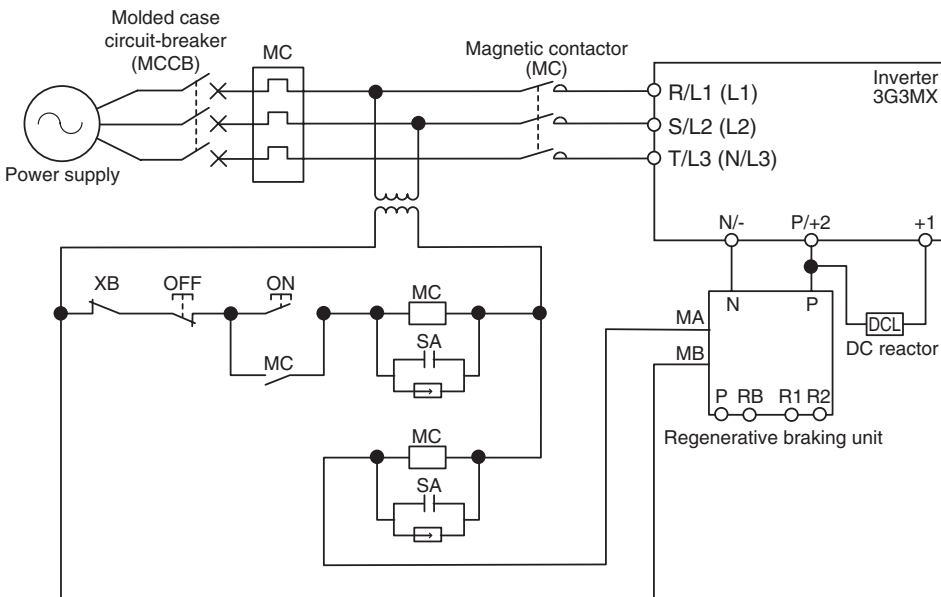 Molded case
circuit-breaker
(MCCB)
MC
Magnetic contactor
(MC)
Inverter
3G3MX
R/L1 (L1)
S/L2 (L2)
T/L3 (N/L3)
Power supply
N/-
P/+2
+1
XB
OFF
ON
MC
SA
MC
MA
MB
N
P
DCL
DC reactor
P
RB
R1
R2
Regenerative braking unit
MC
SA